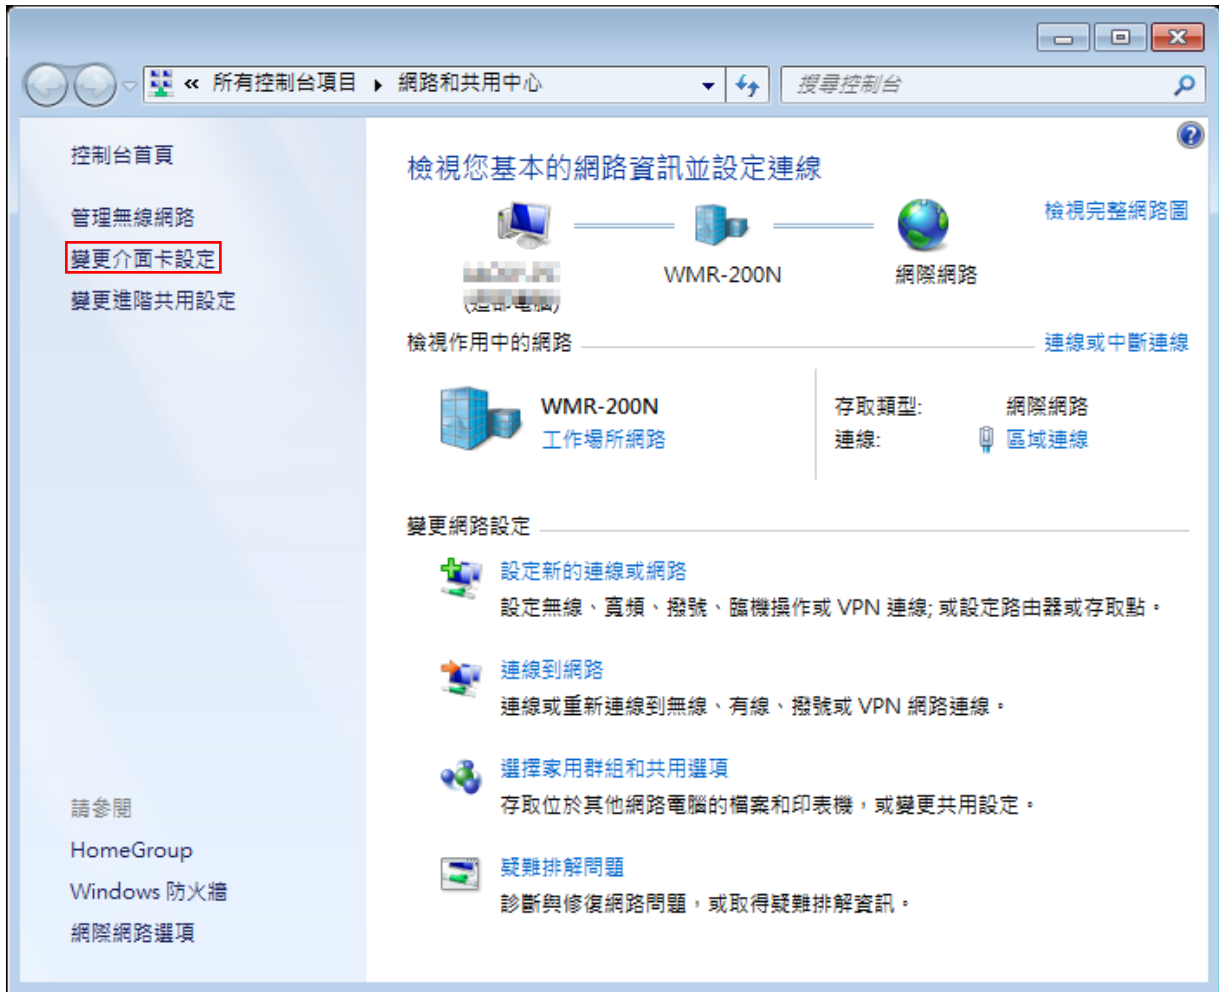 « 所有控制台項目 ▸ 網路和共用中心
搜尋控制台
控制台首頁
管理無線網路
變更介面卡設定
變更進階共用設定
請參閱
HomeGroup
Windows 防火牆
網際網路選項
檢視您基本的網路資訊並設定連線
檢視完整網路圖
WMR-200N
網際網路
檢視作用中的網路
連線或中斷連線
WMR-200N
工作場所網路
存取類型: 網際網路
連線: 區域連線
變更網路設定
設定新的連線或網路
設定無線、寬頻、撥號、臨機操作或 VPN 連線; 或設定路由器或存取點。
連線到網路
連線或重新連線到無線、有線、撥號或 VPN 網路連線。
選擇家用群組和共用選項
存取位於其他網路電腦的檔案和印表機，或變更共用設定。
疑難排解問題
診斷與修復網路問題，或取得疑難排解資訊。